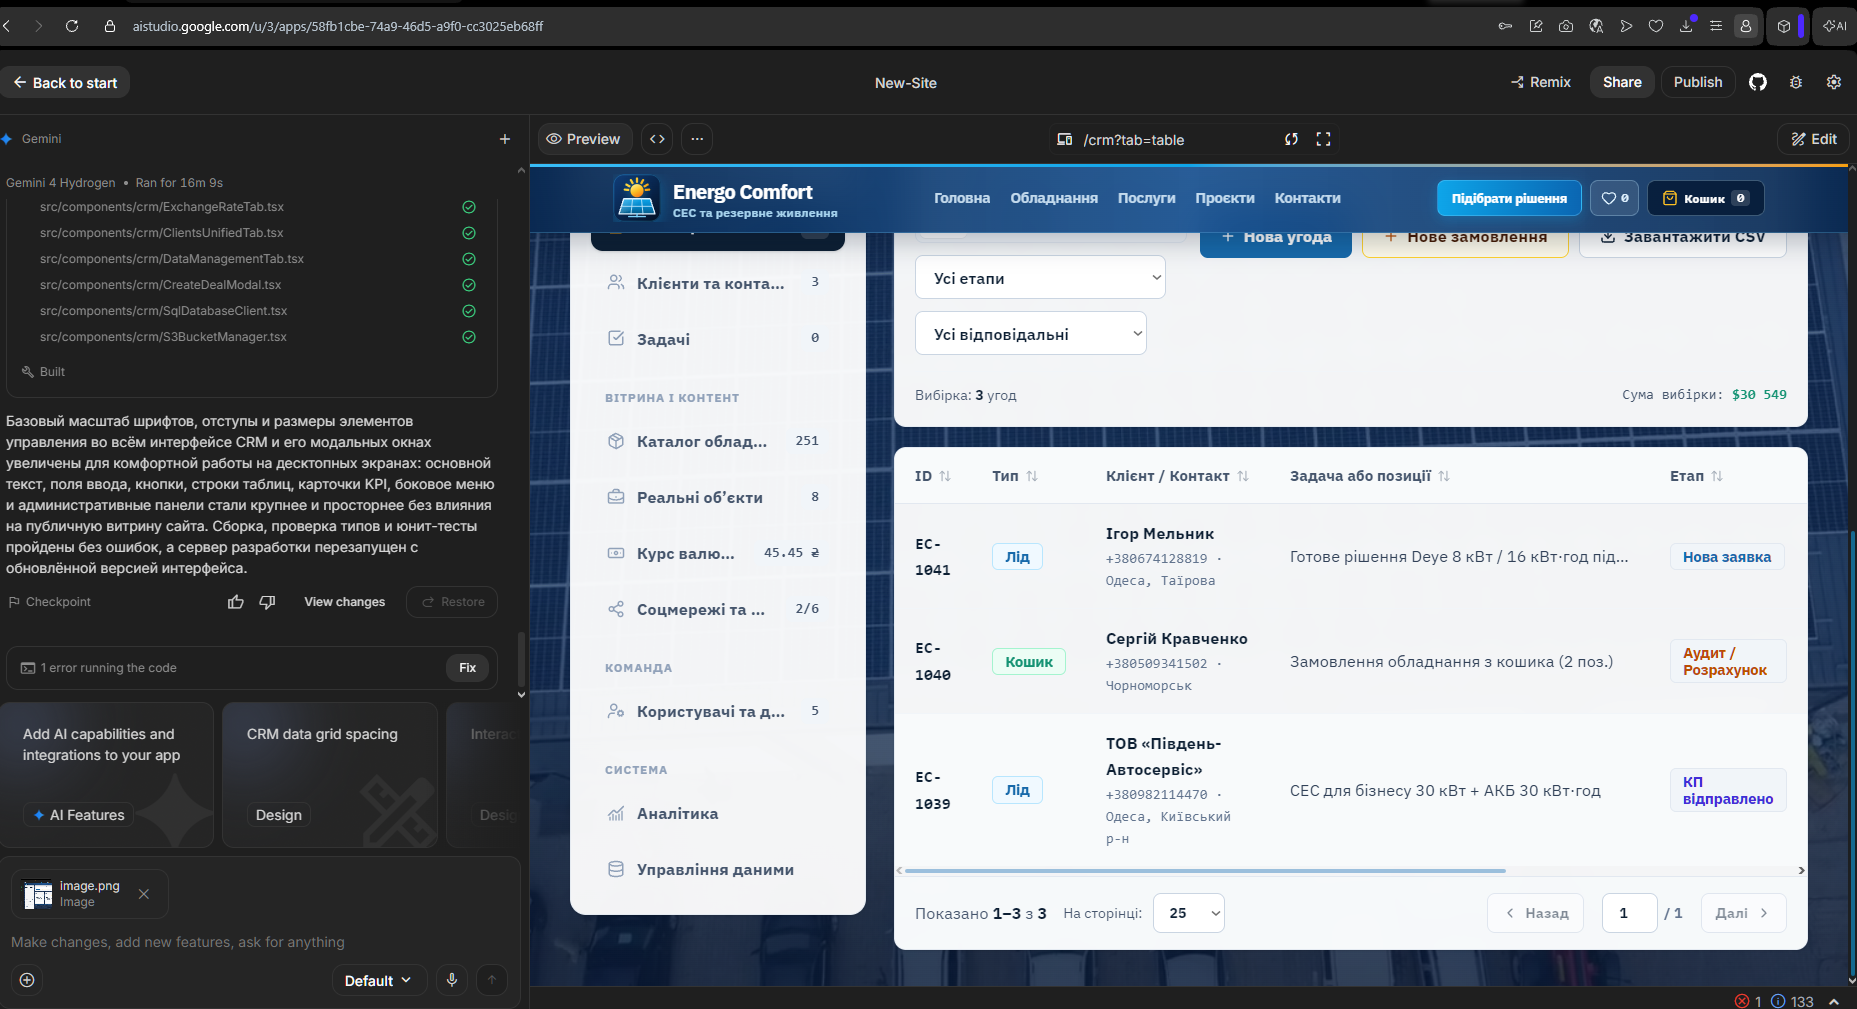 aistudio.google.com/u/3/apps/58fb1cbe-74a9-46d5-a9f0-cc3025eb68ff
AI
Back to start
New-Site
Remix
Share
Publish
Gemini
Preview
/crm?tab=table
Edit
Gemini 4 Hydrogen • Ran for 16m 9s
src/components/crm/ExchangeRateTab.tsx
src/components/crm/ClientsUnifiedTab.tsx
src/components/crm/DataManagementTab.tsx
src/components/crm/CreateDealModal.tsx
src/components/crm/SqlDatabaseClient.tsx
src/components/crm/S3BucketManager.tsx
Built
Базовый масштаб шрифтов, отступы и размеры элементов
управления во всём интерфейсе CRM и его модальных окнах
увеличены для комфортной работы на десктопных экранах: основной
текст, поля ввода, кнопки, строки таблиц, карточки KPI, боковое меню
и административные панели стали крупнее и просторнее без влияния
на публичную витрину сайта. Сборка, проверка типов и юнит-тесты
пройдены без ошибок, а сервер разработки перезапущен с
обновлённой версией интерфейса.
Checkpoint
View changes
Restore
1 error running the code
Fix
Add AI capabilities and
integrations to your app
AI Features
CRM data grid spacing
Design
Interac
Desig
image.png
Image
Make changes, add new features, ask for anything
Default
Energo Comfort
СЕС та резервне живлення
Головна
Обладнання
Послуги
Проєкти
Контакти
Підібрати рішення
0
Кошик 0
Клієнти та конта... 3
Задачі 0
ВІТРИНА І КОНТЕНТ
Каталог облад... 251
Реальні об’єкти 8
Курс валю... 45.45 ₴
Соцмережі та ... 2/6
КОМАНДА
Користувачі та д... 5
СИСТЕМА
Аналітика
Управління даними
+ Нова угода
+ Нове замовлення
Завантажити CSV
Усі етапи
Усі відповідальні
Вибірка: 3 угод
Сума вибірки: $30 549
ID
Тип
Клієнт / Контакт
Задача або позиції
Етап
EC-
1041
Лід
Ігор Мельник
+380674128819 ·
Одеса, Таїрова
Готове рішення Deye 8 кВт / 16 кВт·год під...
Нова заявка
EC-
1040
Кошик
Сергій Кравченко
+380509341502 ·
Чорноморськ
Замовлення обладнання з кошика (2 поз.)
Аудит /
Розрахунок
EC-
1039
Лід
ТОВ «Південь-
Автосервіс»
+380982114470 ·
Одеса, Київський
р-н
СЕС для бізнесу 30 кВт + АКБ 30 кВт·год
КП
відправлено
Показано 1–3 з 3
На сторінці:
25
Назад
1
/ 1
Далі
1
133